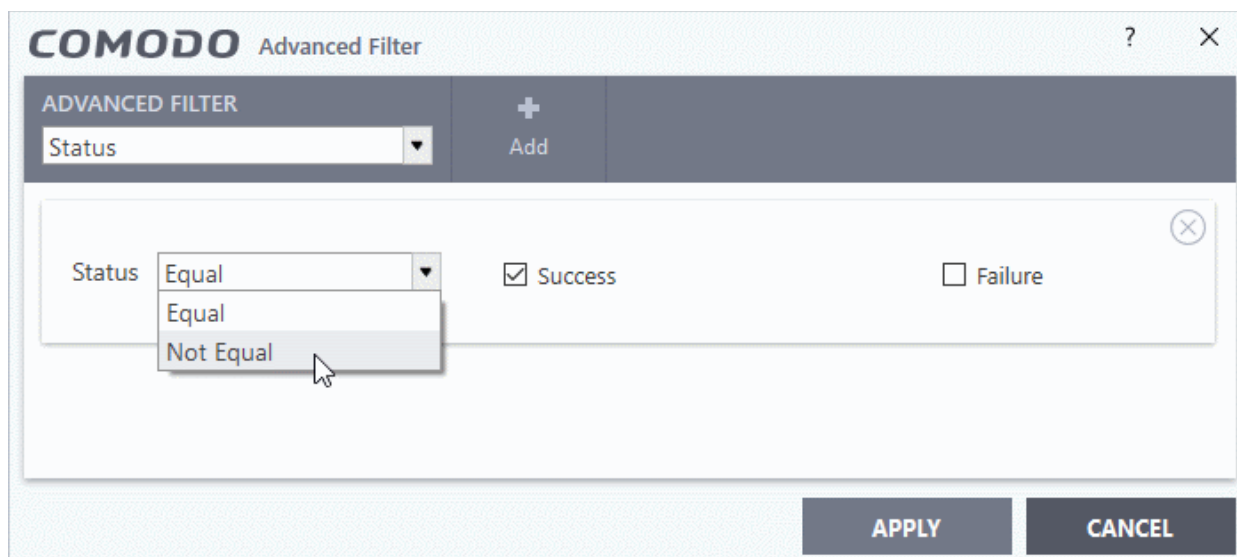 COMODO Advanced Filter ?
ADVANCED FILTER
Status
Add
Status Equal Success Failure
Equal
Not Equal
APPLY CANCEL